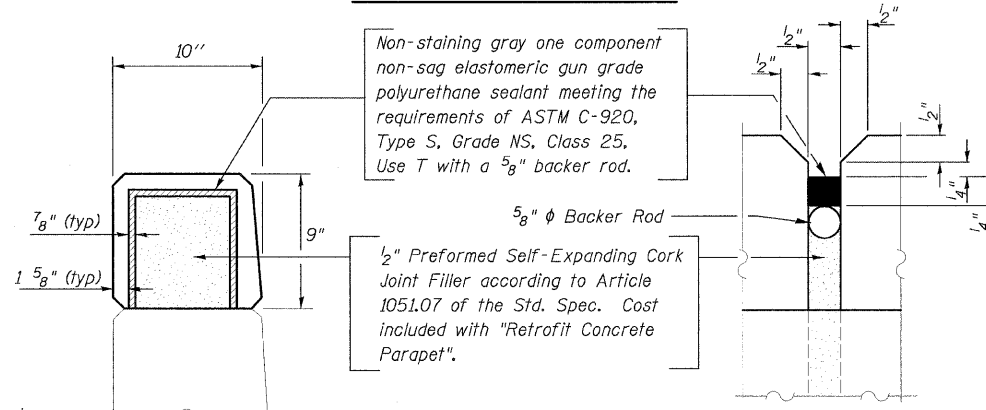 10"
Non-staining gray one component
non-sag elastomeric gun grade
polyurethane sealant meeting the
requirements of ASTM C-920,
Type S, Grade NS, Class 25,
Use T with a 5/8" backer rod.
1/2"
1/2"
1/2"
1/2"
1/4"
1/4"
5/8" ϕ Backer Rod
7/8" (typ)
1 5/8" (typ)
9"
1/2" Preformed Self-Expanding Cork
Joint Filler according to Article
1051.07 of the Std. Spec. Cost
included with "Retrofit Concrete
Parapet".